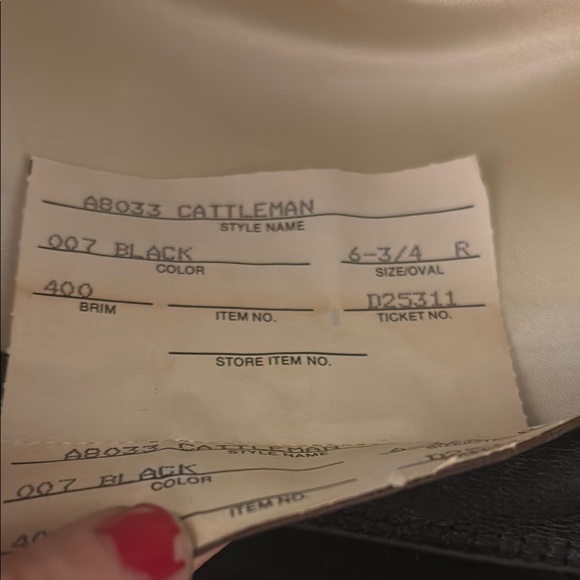 A8033 CATTLEMAN
STYLE NAME
007 BLACK 6-3/4 R
COLOR SIZE/OVAL
400 D25311
BRIM ITEM NO. TICKET NO.
STORE ITEM NO.
A8033 CATTLEMAN
STYLE NAME
007 BLACK
COLOR
ITEM NO.